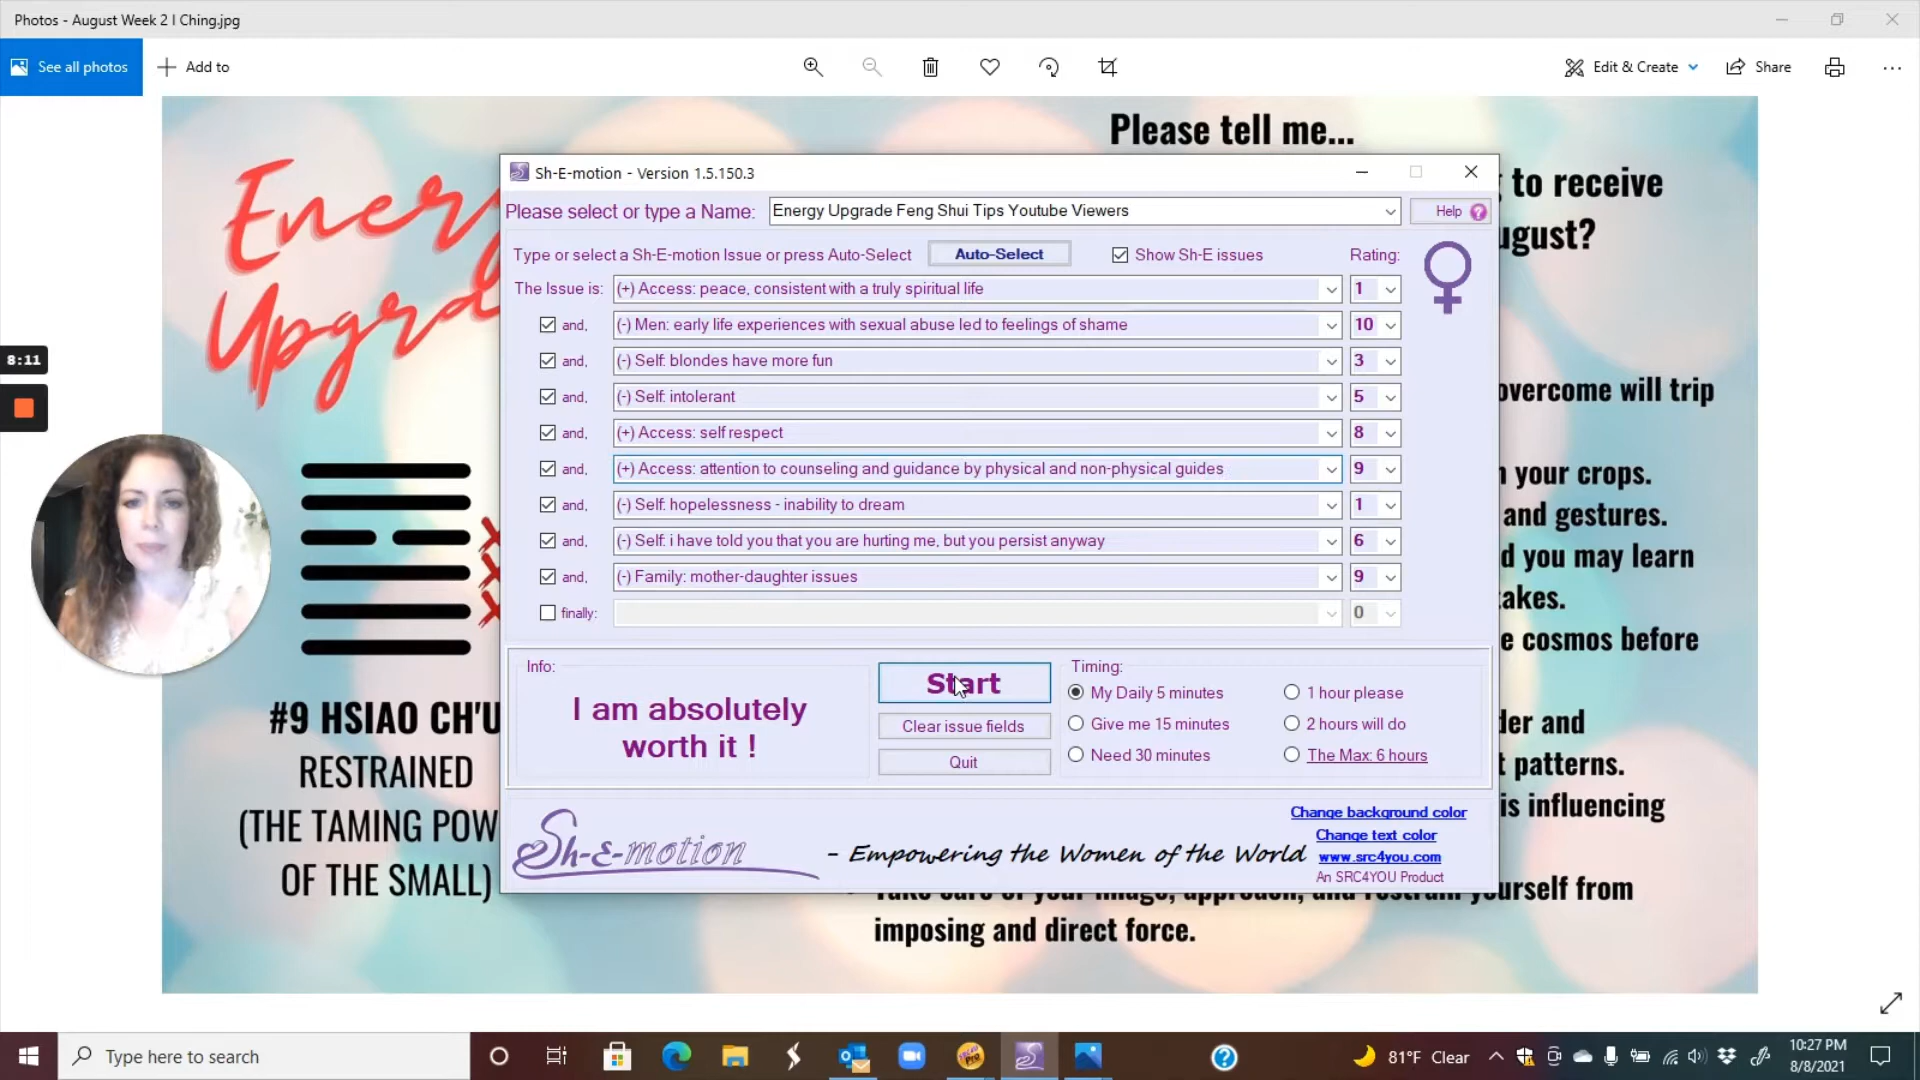 Photos - August Week 2 I Ching.jpg
See all photos
Add to
Edit & Create
Share
Please tell me...
to receive
Energy
Upgra
Sh-E-motion - Version 1.5.150.3
Please select or type a Name: Energy Upgrade Feng Shui Tips Youtube Viewers
Help ?
Type or select a Sh-E-motion Issue or press Auto-Select
Auto-Select
Show Sh-E issues
Rating:
The Issue is: (+) Access: peace, consistent with a truly spiritual life 1
and, (-) Men: early life experiences with sexual abuse led to feelings of shame 10
and, (-) Self: blondes have more fun 3
and, (-) Self: intolerant 5
and, (+) Access: self respect 8
and, (+) Access: attention to counseling and guidance by physical and non-physical guides 9
and, (-) Self: hopelessness - inability to dream 1
and, (-) Self: i have told you that you are hurting me, but you persist anyway 6
and, (-) Family: mother-daughter issues 9
finally: 0
Info:
I am absolutely
worth it !
Start
Clear issue fields
Quit
Timing:
My Daily 5 minutes
1 hour please
Give me 15 minutes
2 hours will do
Need 30 minutes
The Max: 6 hours
Sh-E-motion
- Empowering the Women of the World
Change background color
Change text color
www.src4you.com
An SRC4YOU Product
8:11
overcome will trip
your crops.
and gestures.
d you may learn
takes.
e cosmos before
der and
t patterns.
is influencing
#9 HSIAO CH'U
RESTRAINED
(THE TAMING POW
OF THE SMALL)
Take care of your image, approach, and restrain yourself from
imposing and direct force.
Type here to search
81°F Clear
10:27 PM
8/8/2021